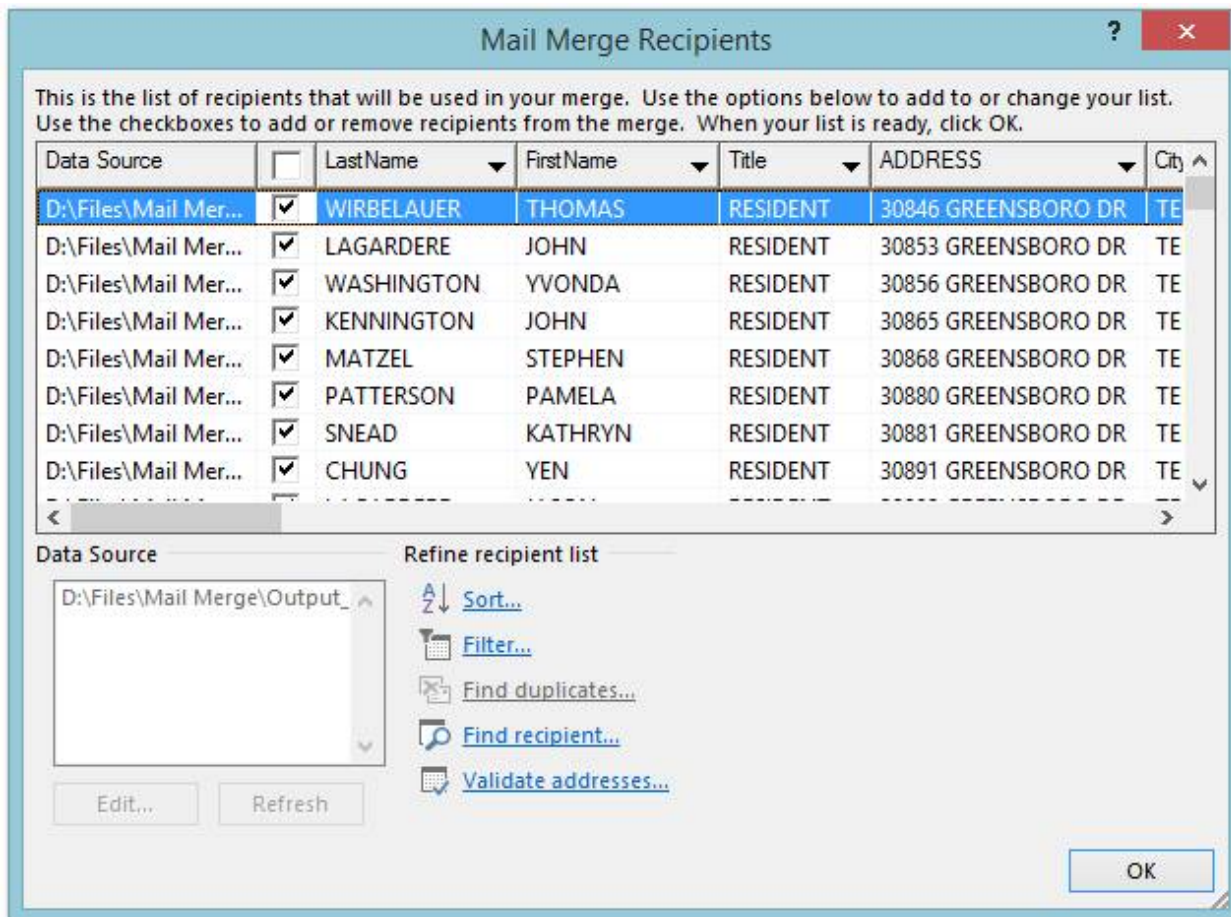 Mail Merge Recipients
?
This is the list of recipients that will be used in your merge.  Use the options below to add to or change your list.
Use the checkboxes to add or remove recipients from the merge.  When your list is ready, click OK.
Data Source LastName FirstName Title ADDRESS City
D:\Files\Mail Mer... WIRBELAUER THOMAS RESIDENT 30846 GREENSBORO DR TE
D:\Files\Mail Mer... LAGARDERE JOHN RESIDENT 30853 GREENSBORO DR TE
D:\Files\Mail Mer... WASHINGTON YVONDA RESIDENT 30856 GREENSBORO DR TE
D:\Files\Mail Mer... KENNINGTON JOHN RESIDENT 30865 GREENSBORO DR TE
D:\Files\Mail Mer... MATZEL STEPHEN RESIDENT 30868 GREENSBORO DR TE
D:\Files\Mail Mer... PATTERSON PAMELA RESIDENT 30880 GREENSBORO DR TE
D:\Files\Mail Mer... SNEAD KATHRYN RESIDENT 30881 GREENSBORO DR TE
D:\Files\Mail Mer... CHUNG YEN RESIDENT 30891 GREENSBORO DR TE
Data Source
D:\Files\Mail Merge\Output_
Edit...
Refresh
Refine recipient list
Sort...
Filter...
Find duplicates...
Find recipient...
Validate addresses...
OK